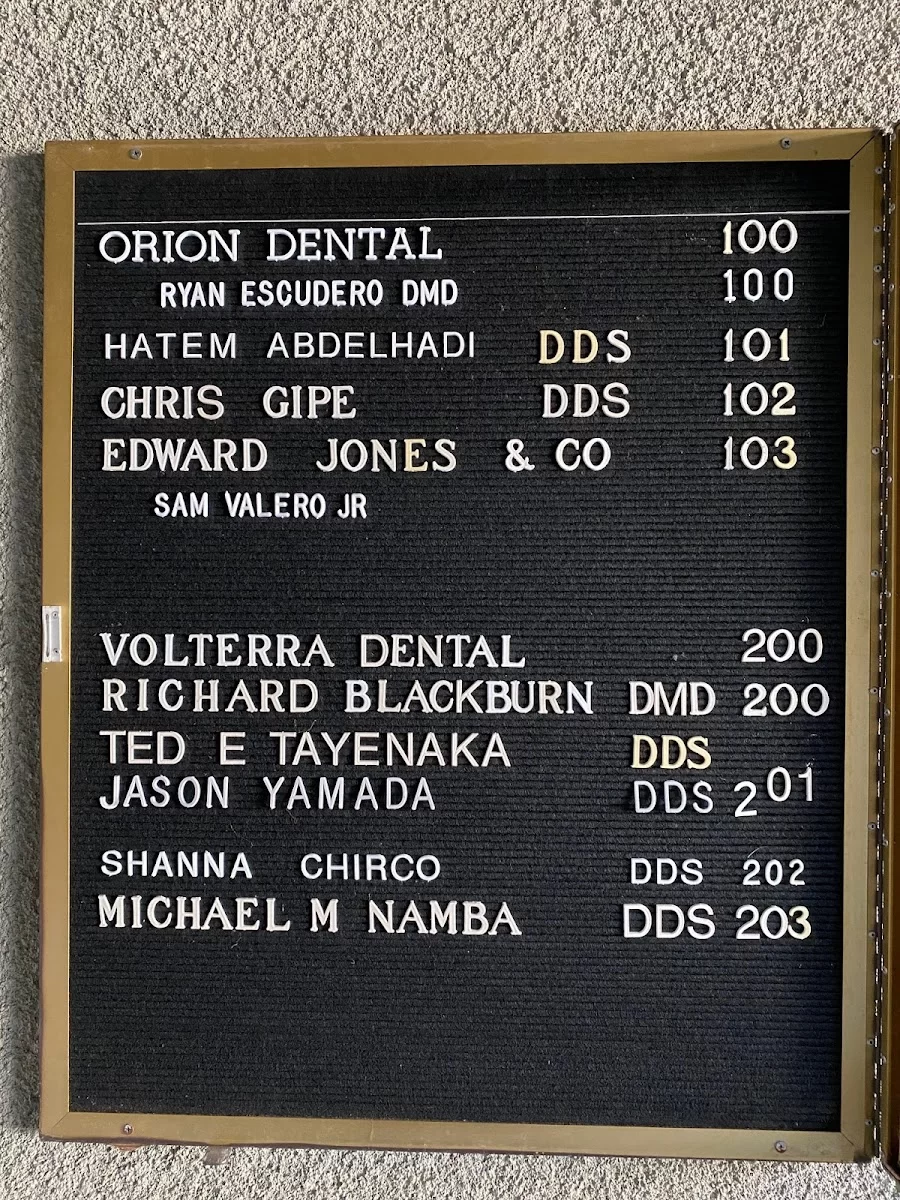 ORION DENTAL 100
RYAN ESCUDERO DMD 100
HATEM ABDELHADI DDS 101
CHRIS GIPE DDS 102
EDWARD JONES & CO 103
SAM VALERO JR
VOLTERRA DENTAL 200
RICHARD BLACKBURN DMD 200
TED E TAYENAKA DDS
JASON YAMADA DDS 201
SHANNA CHIRCO DDS 202
MICHAEL M NAMBA DDS 203